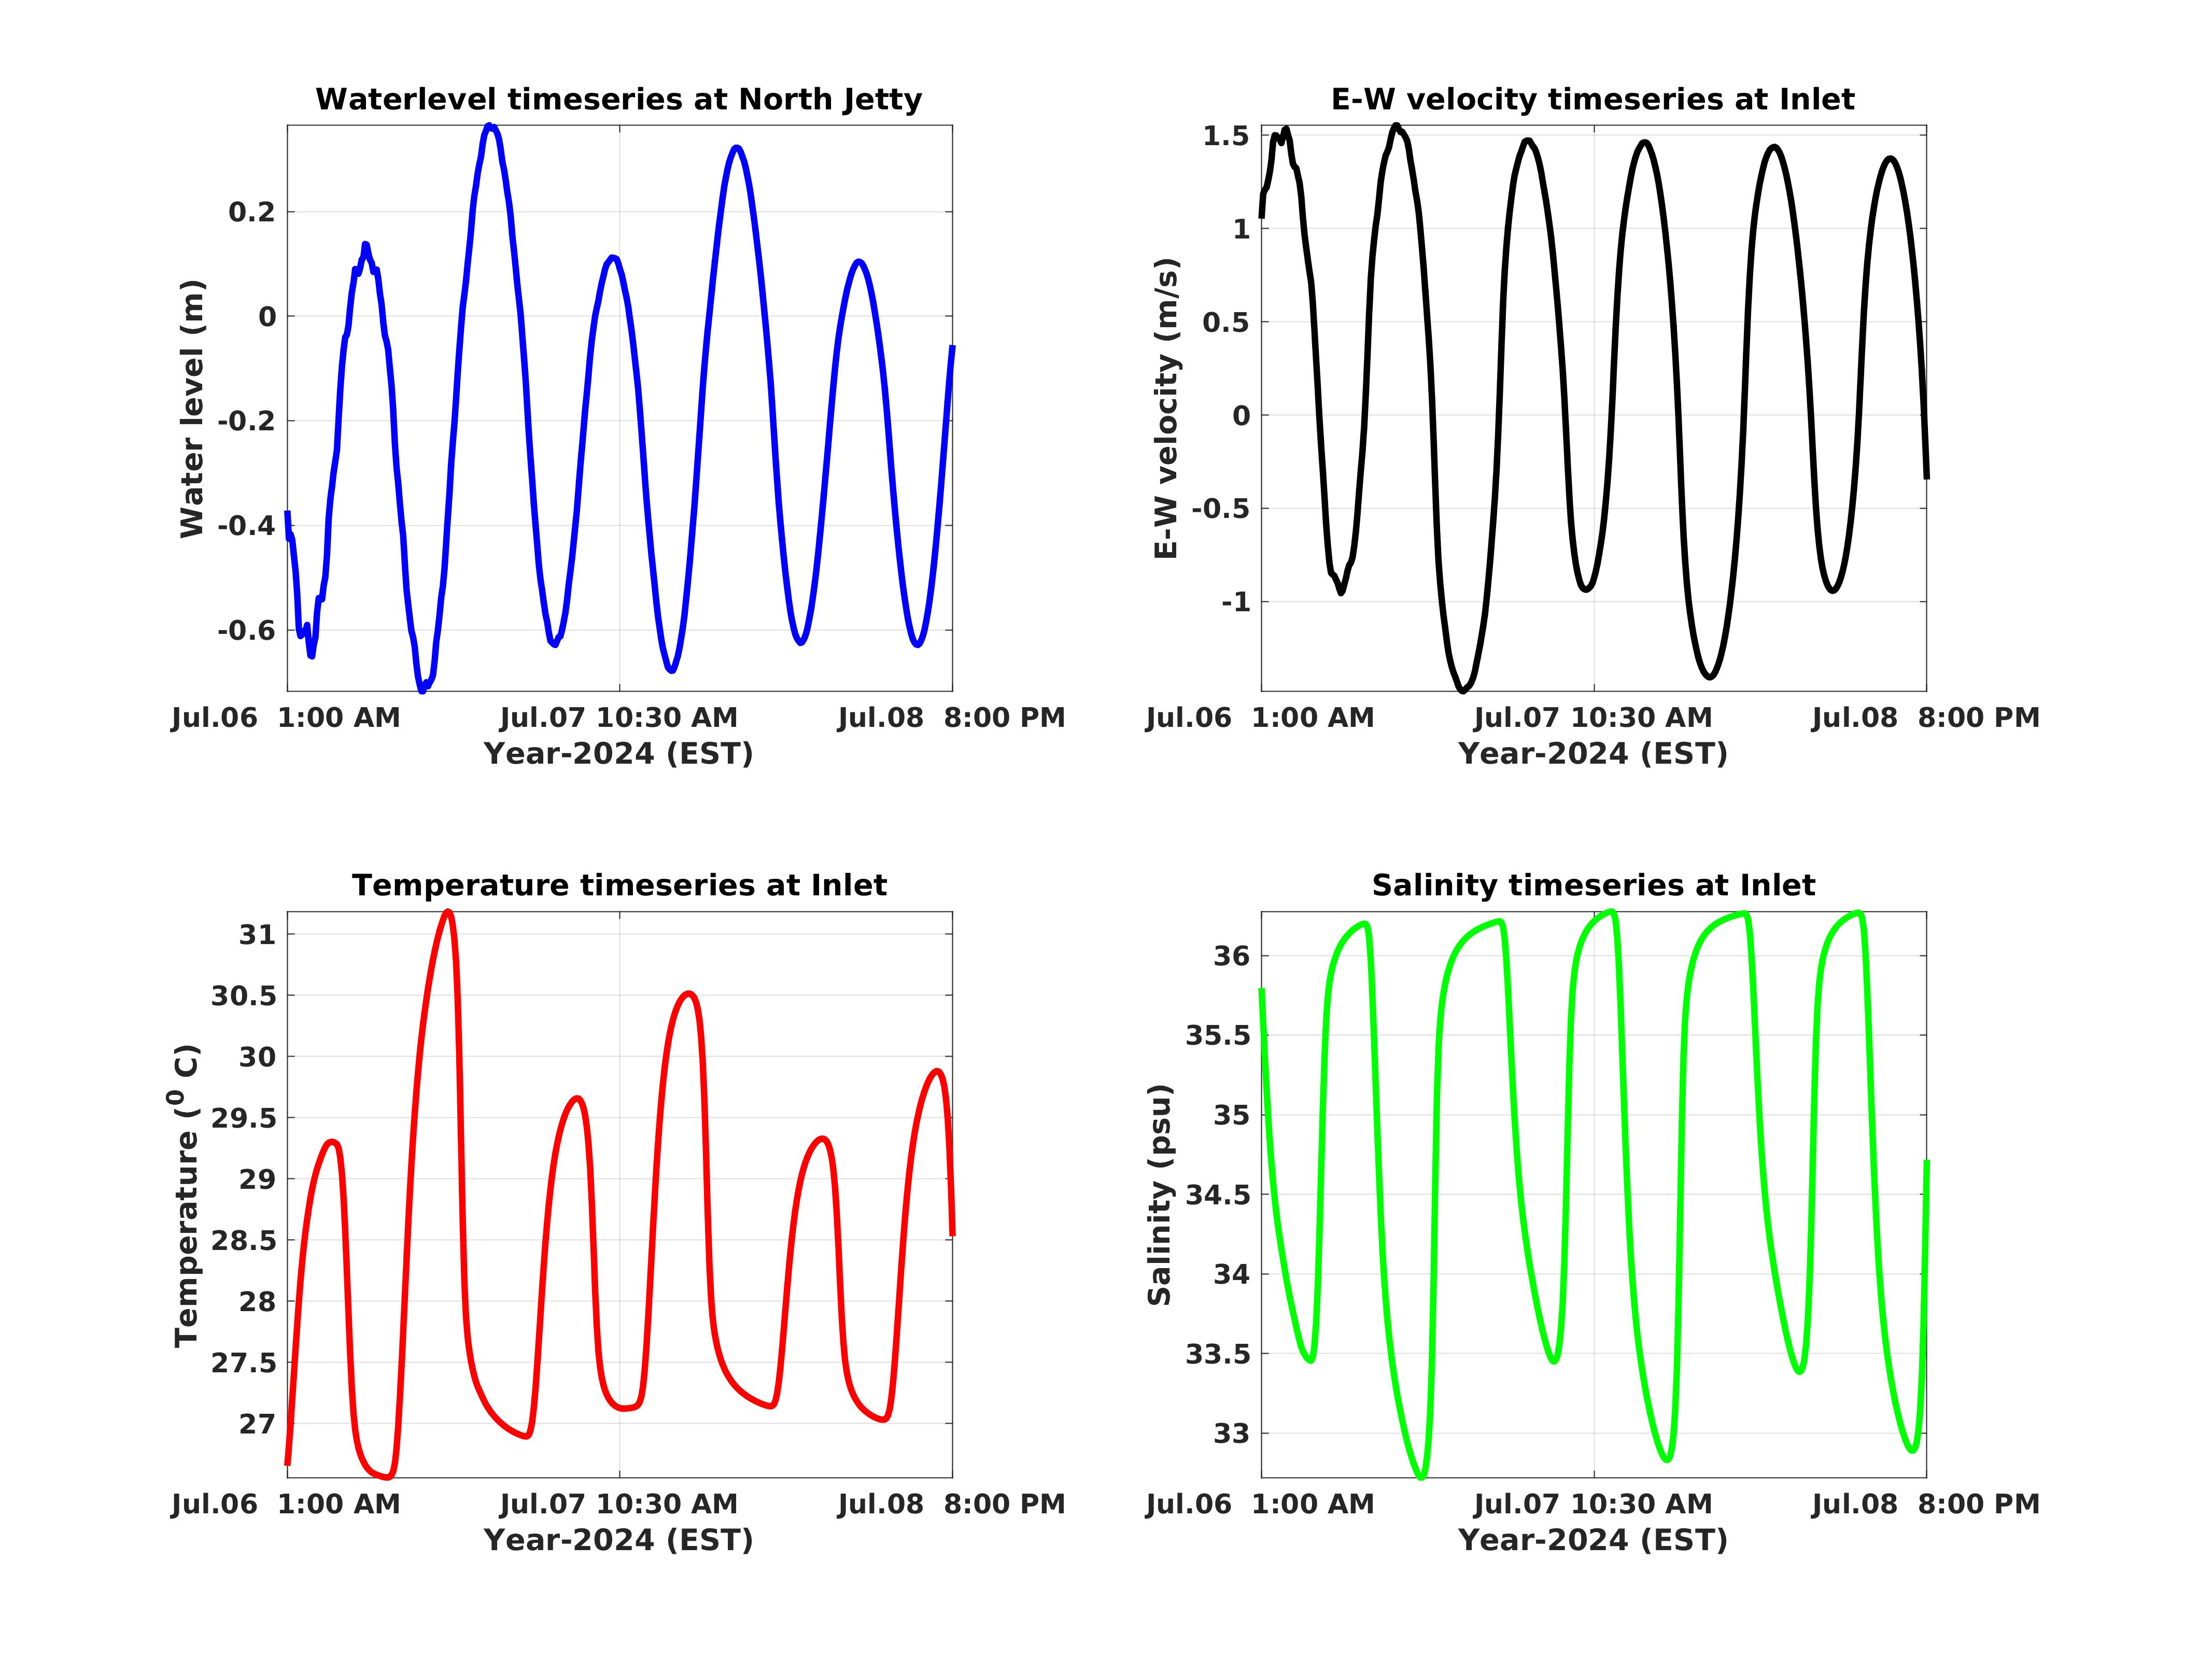 Waterlevel timeseries at North Jetty
0.2
0
-0.2
-0.4
-0.6
Water level (m)
Jul.06 1:00 AM
Jul.07 10:30 AM
Jul.08 8:00 PM
Year-2024 (EST)
E-W velocity timeseries at Inlet
1.5
1
0.5
0
-0.5
-1
E-W velocity (m/s)
Jul.06 1:00 AM
Jul.07 10:30 AM
Jul.08 8:00 PM
Year-2024 (EST)
Temperature timeseries at Inlet
31
30.5
30
29.5
29
28.5
28
27.5
27
Temperature (⁰ C)
Jul.06 1:00 AM
Jul.07 10:30 AM
Jul.08 8:00 PM
Year-2024 (EST)
Salinity timeseries at Inlet
36
35.5
35
34.5
34
33.5
33
Salinity (psu)
Jul.06 1:00 AM
Jul.07 10:30 AM
Jul.08 8:00 PM
Year-2024 (EST)